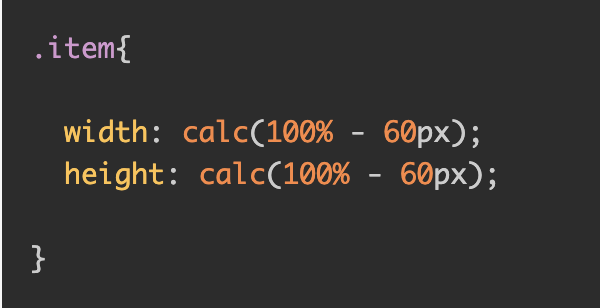 .item{
width: calc(100% - 60px);
height: calc(100% - 60px);
}